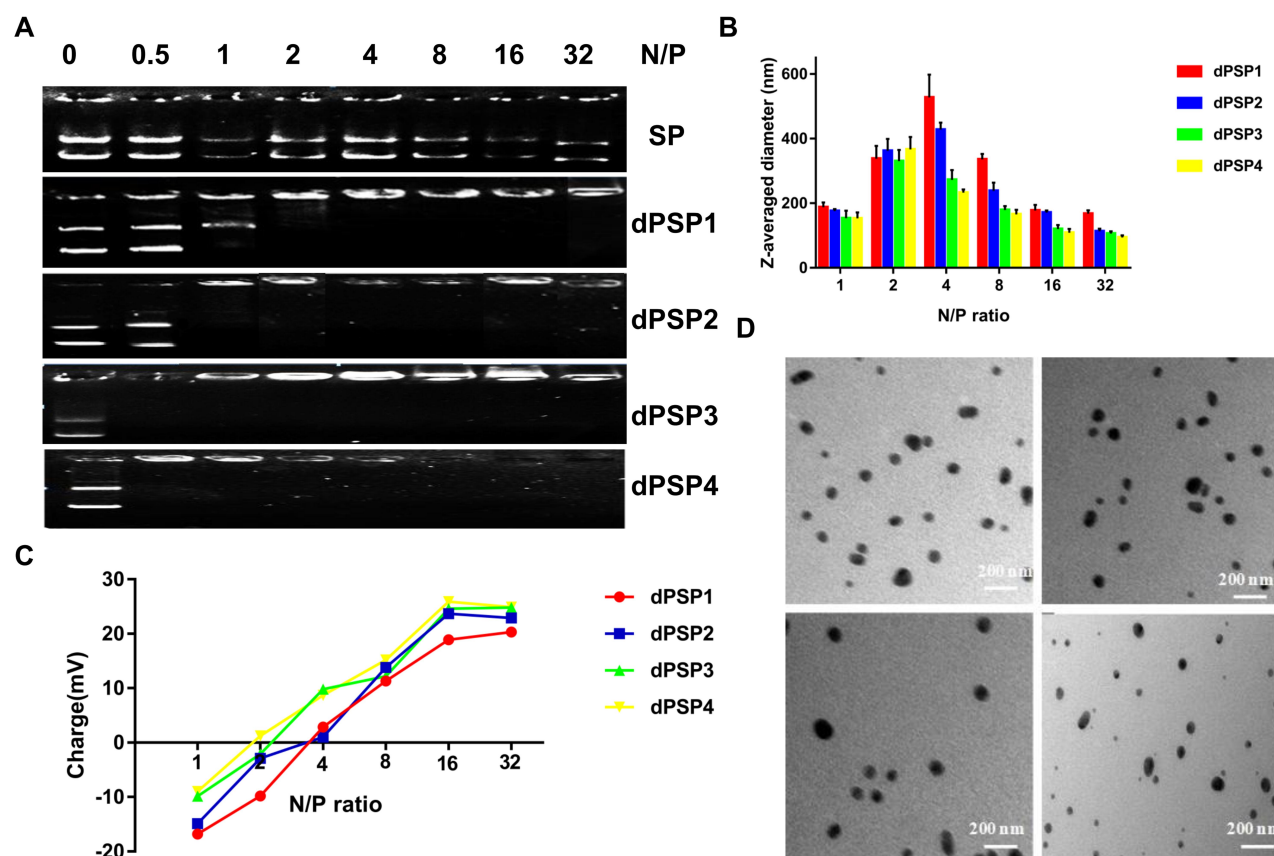 A
0 0.5 1 2 4 8 16 32 N/P
SP
dPSP1
dPSP2
dPSP3
dPSP4
B
Z-averaged diameter (nm)
600
400
200
0
1 2 4 8 16 32
N/P ratio
dPSP1
dPSP2
dPSP3
dPSP4
C
Charge(mV)
30
20
10
0
-10
-20
1 2 4 8 16 32
N/P ratio
dPSP1
dPSP2
dPSP3
dPSP4
D
200 nm
200 nm
200 nm
200 nm